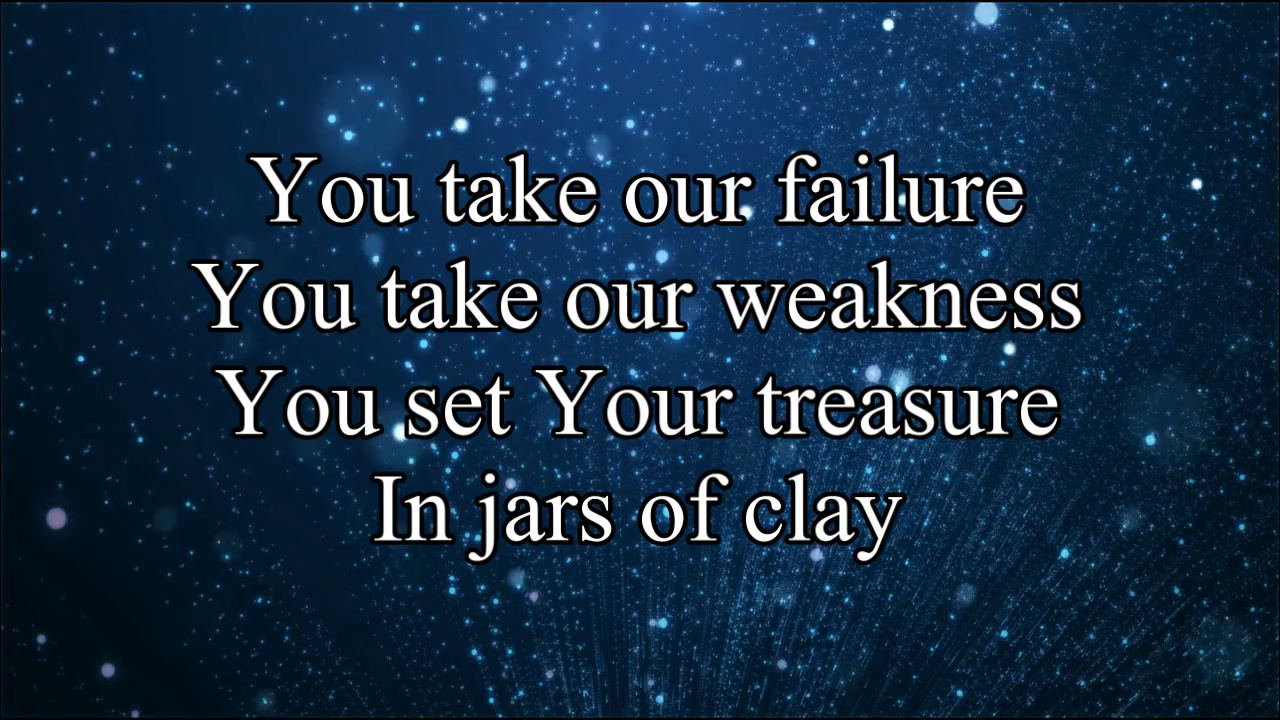 You take our failure
You take our weakness
You set Your treasure
In jars of clay